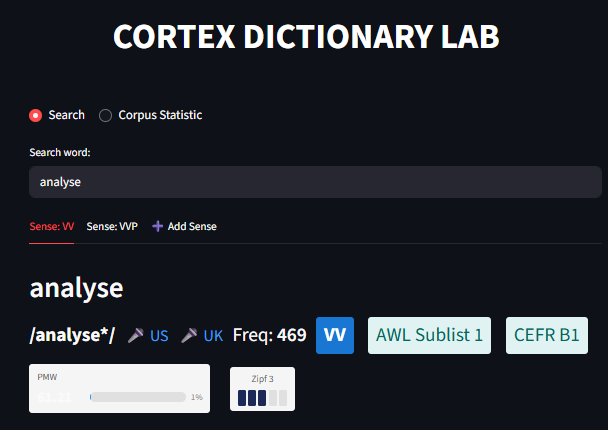 CORTEX DICTIONARY LAB
Search Corpus Statistic
Search word:
analyse
Sense: VV Sense: VVP Add Sense
analyse
/analyse*/ US UK Freq: 469 VV AWL Sublist 1 CEFR B1
PMW Zipf 3
1%